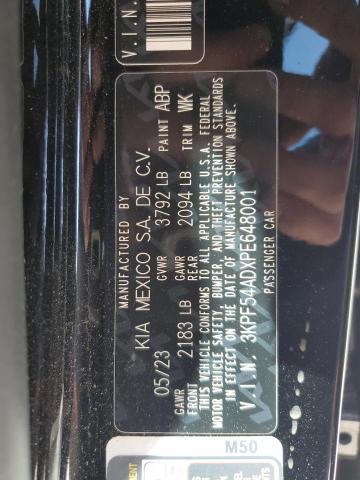 V.I.N.
MANUFACTURED BY
KIA MEXICO S.A. DE C.V.
05/23 GVWR 3792 LB PAINT ABP
GAWR FRONT 2183 LB GAWR REAR 2094 LB TRIM WK
THIS VEHICLE CONFORMS TO ALL APPLICABLE U.S.A. FEDERAL
MOTOR VEHICLE SAFETY, BUMPER, AND THEFT PREVENTION STANDARDS
IN EFFECT ON THE DATE OF MANUFACTURE SHOWN ABOVE.
V.I.N. 3KPF54ADXPE648001
PASSENGER CAR
M50